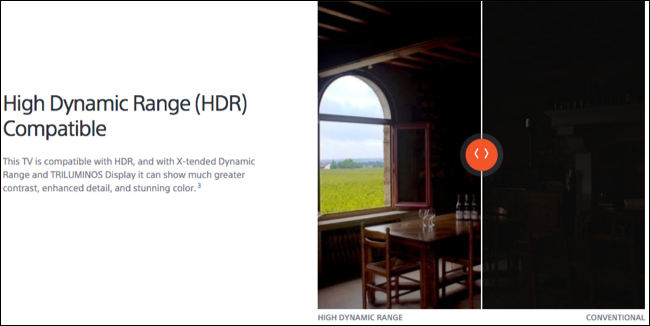 High Dynamic Range (HDR)
Compatible
This TV is compatible with HDR, and with X-tended Dynamic
Range and TRILUMINOS Display it can show much greater
contrast, enhanced detail, and stunning color. 3
HIGH DYNAMIC RANGE
CONVENTIONAL